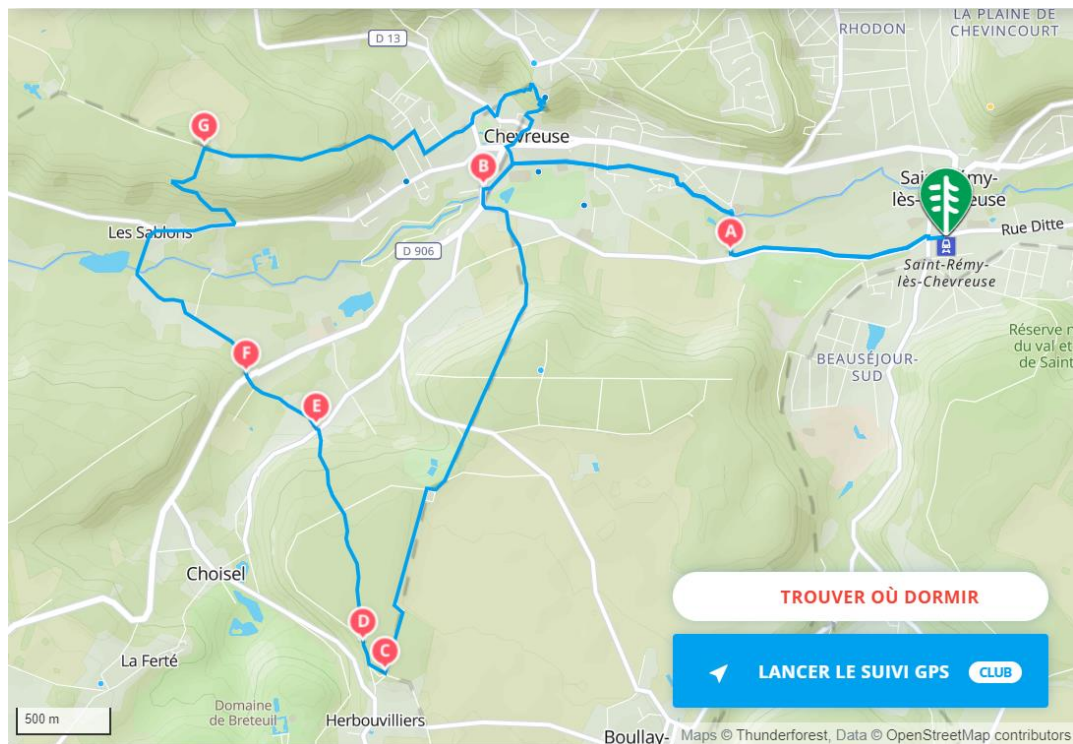 LA PLAINE DE
CHEVINCOURT
RHODON
D 13
G
Chevreuse
B
Saint-Rémy-
lès-Chevreuse
A
Rue Ditte
Les Sablons
D 906
Saint-Rémy-
lès-Chevreuse
Réserve n
du val et
de Saint
BEAUSÉJOUR-
SUD
F
E
Choisel
TROUVER OÙ DORMIR
D
C
La Ferté
LANCER LE SUIVI GPS CLUB
Domaine
de Breteuil
500 m
Herbouvilliers
Boullay-
Maps © Thunderforest, Data © OpenStreetMap contributors